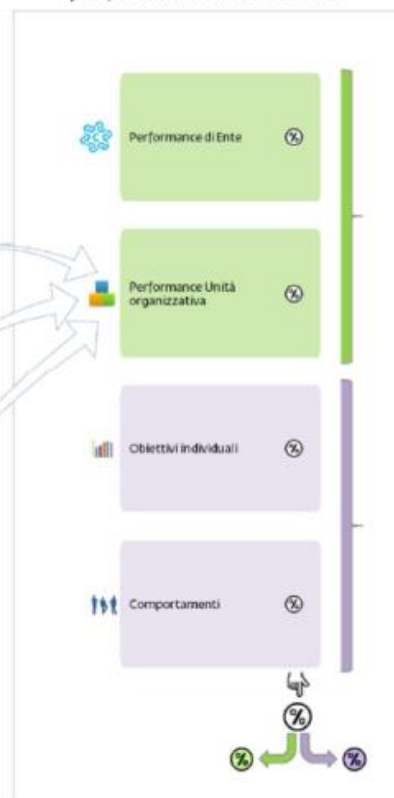 Performance di Ente
%
Performance Unità
organizzativa
%
Obiettivi individuali
%
Comportamenti
%
%
% %